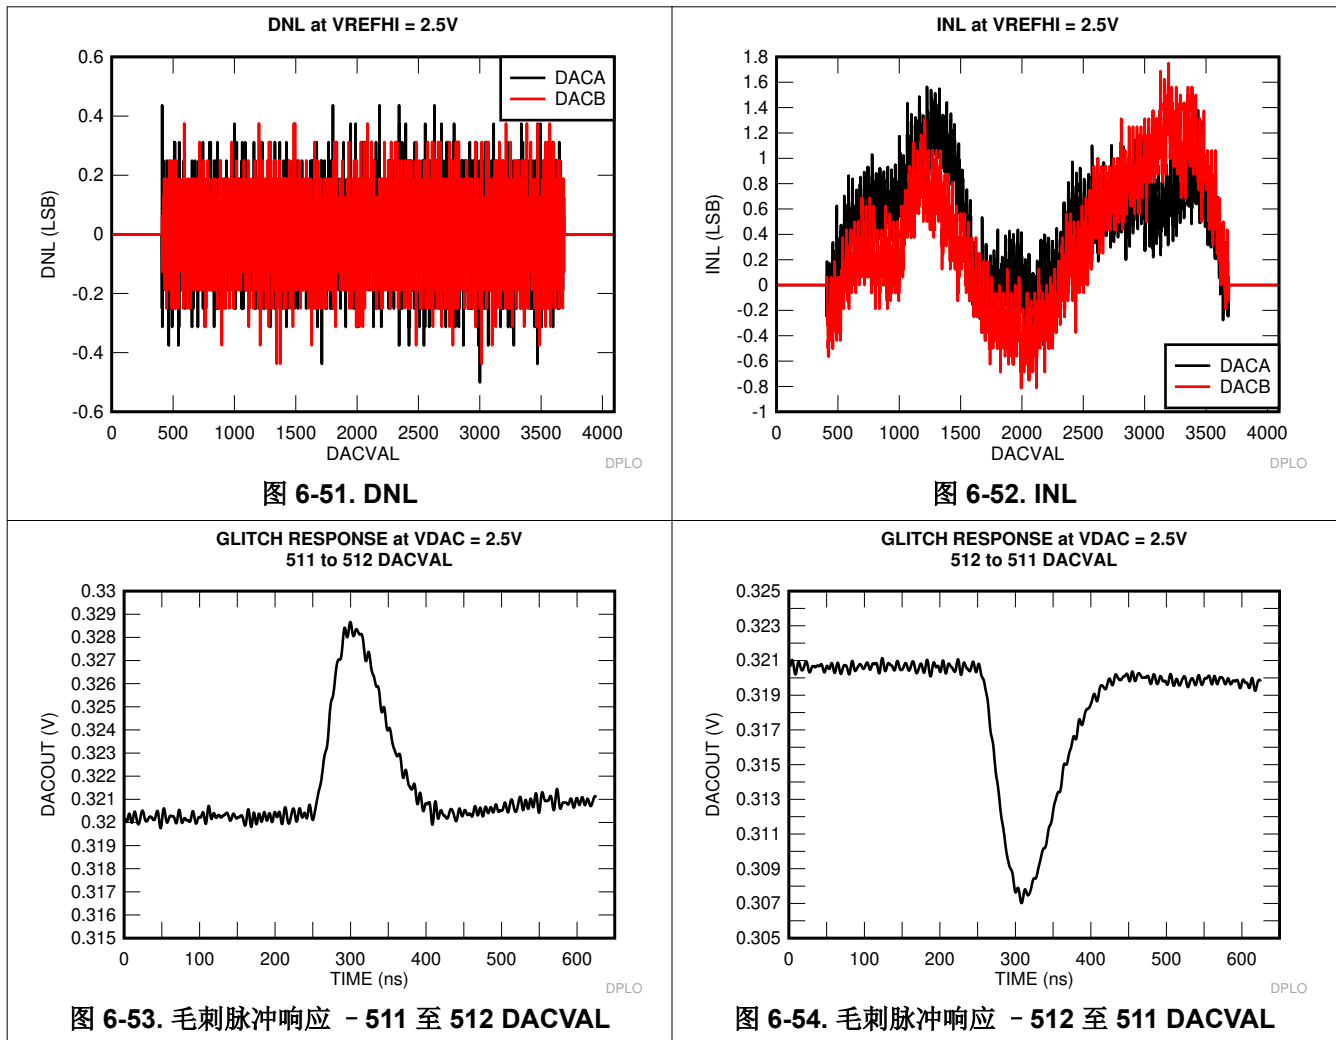 DNL at VREFHI = 2.5V
0.6
0.4
0.2
0
-0.2
-0.4
-0.6
DNL (LSB)
DACA
DACB
0 500 1000 1500 2000 2500 3000 3500 4000
DACVAL
DPLO
图 6-51. DNL
INL at VREFHI = 2.5V
1.8
1.6
1.4
1.2
1
0.8
0.6
0.4
0.2
0
-0.2
-0.4
-0.6
-0.8
-1
INL (LSB)
DACA
DACB
0 500 1000 1500 2000 2500 3000 3500 4000
DACVAL
DPLO
图 6-52. INL
GLITCH RESPONSE at VDAC = 2.5V
511 to 512 DACVAL
0.33
0.329
0.328
0.327
0.326
0.325
0.324
0.323
0.322
0.321
0.32
0.319
0.318
0.317
0.316
0.315
DACOUT (V)
0 100 200 300 400 500 600
TIME (ns)
DPLO
图 6-53. 毛刺脉冲响应 - 511 至 512 DACVAL
GLITCH RESPONSE at VDAC = 2.5V
512 to 511 DACVAL
0.325
0.323
0.321
0.319
0.317
0.315
0.313
0.311
0.309
0.307
0.305
DACOUT (V)
0 100 200 300 400 500 600
TIME (ns)
DPLO
图 6-54. 毛刺脉冲响应 - 512 至 511 DACVAL